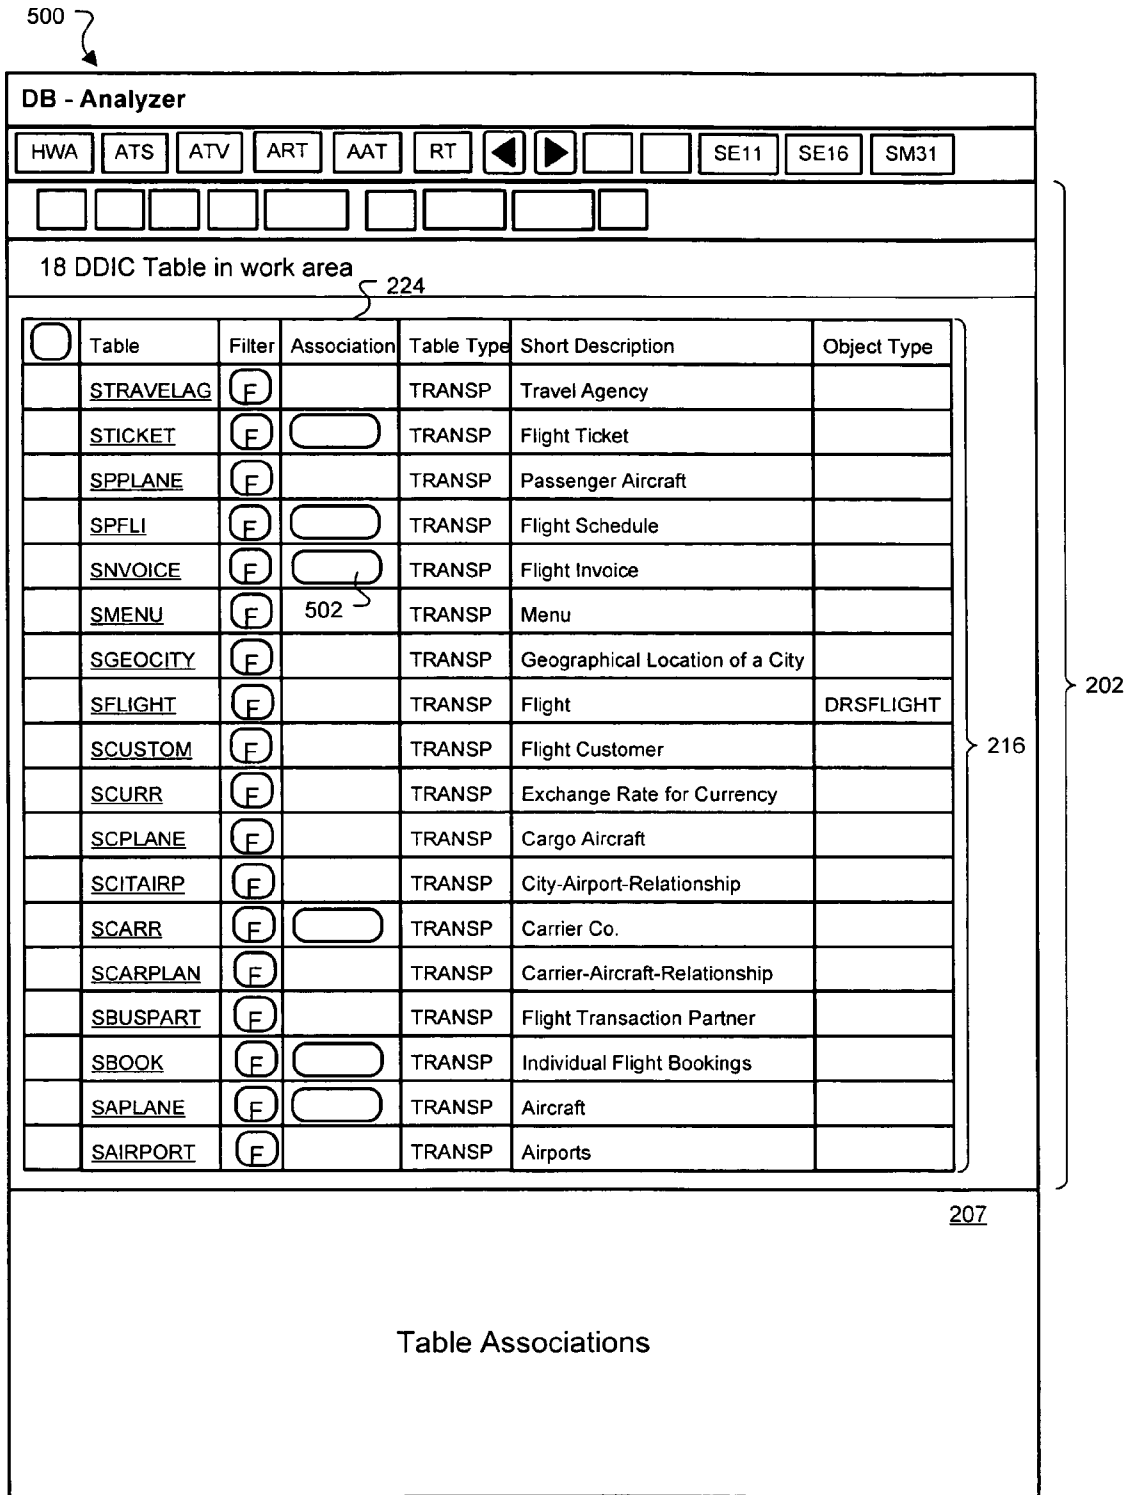 500
DB - Analyzer
HWA ATS ATV ART AAT RT SE11 SE16 SM31
18 DDIC Table in work area
224
Table Filter Association Table Type Short Description Object Type
STRAVELAG F TRANSP Travel Agency
STICKET F TRANSP Flight Ticket
SPPLANE F TRANSP Passenger Aircraft
SPFLI F TRANSP Flight Schedule
SNVOICE F TRANSP Flight Invoice
SMENU F 502 TRANSP Menu
SGEOCITY F TRANSP Geographical Location of a City
SFLIGHT F TRANSP Flight DRSFLIGHT
202
SCUSTOM F TRANSP Flight Customer
216
SCURR F TRANSP Exchange Rate for Currency
SCPLANE F TRANSP Cargo Aircraft
SCITAIRP F TRANSP City-Airport-Relationship
SCARR F TRANSP Carrier Co.
SCARPLAN F TRANSP Carrier-Aircraft-Relationship
SBUSPART F TRANSP Flight Transaction Partner
SBOOK F TRANSP Individual Flight Bookings
SAPLANE F TRANSP Aircraft
SAIRPORT F TRANSP Airports
207
Table Associations